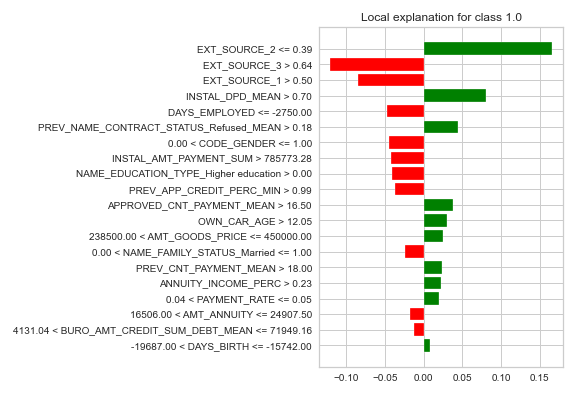 Local explanation for class 1.0
EXT_SOURCE_2 <= 0.39
EXT_SOURCE_3 > 0.64
EXT_SOURCE_1 > 0.50
INSTAL_DPD_MEAN > 0.70
DAYS_EMPLOYED <= -2750.00
PREV_NAME_CONTRACT_STATUS_Refused_MEAN > 0.18
0.00 < CODE_GENDER <= 1.00
INSTAL_AMT_PAYMENT_SUM > 785773.28
NAME_EDUCATION_TYPE_Higher education > 0.00
PREV_APP_CREDIT_PERC_MIN > 0.99
APPROVED_CNT_PAYMENT_MEAN > 16.50
OWN_CAR_AGE > 12.05
238500.00 < AMT_GOODS_PRICE <= 450000.00
0.00 < NAME_FAMILY_STATUS_Married <= 1.00
PREV_CNT_PAYMENT_MEAN > 18.00
ANNUITY_INCOME_PERC > 0.23
0.04 < PAYMENT_RATE <= 0.05
16506.00 < AMT_ANNUITY <= 24907.50
4131.04 < BURO_AMT_CREDIT_SUM_DEBT_MEAN <= 71949.16
-19687.00 < DAYS_BIRTH <= -15742.00
−0.10 −0.05 0.00 0.05 0.10 0.15